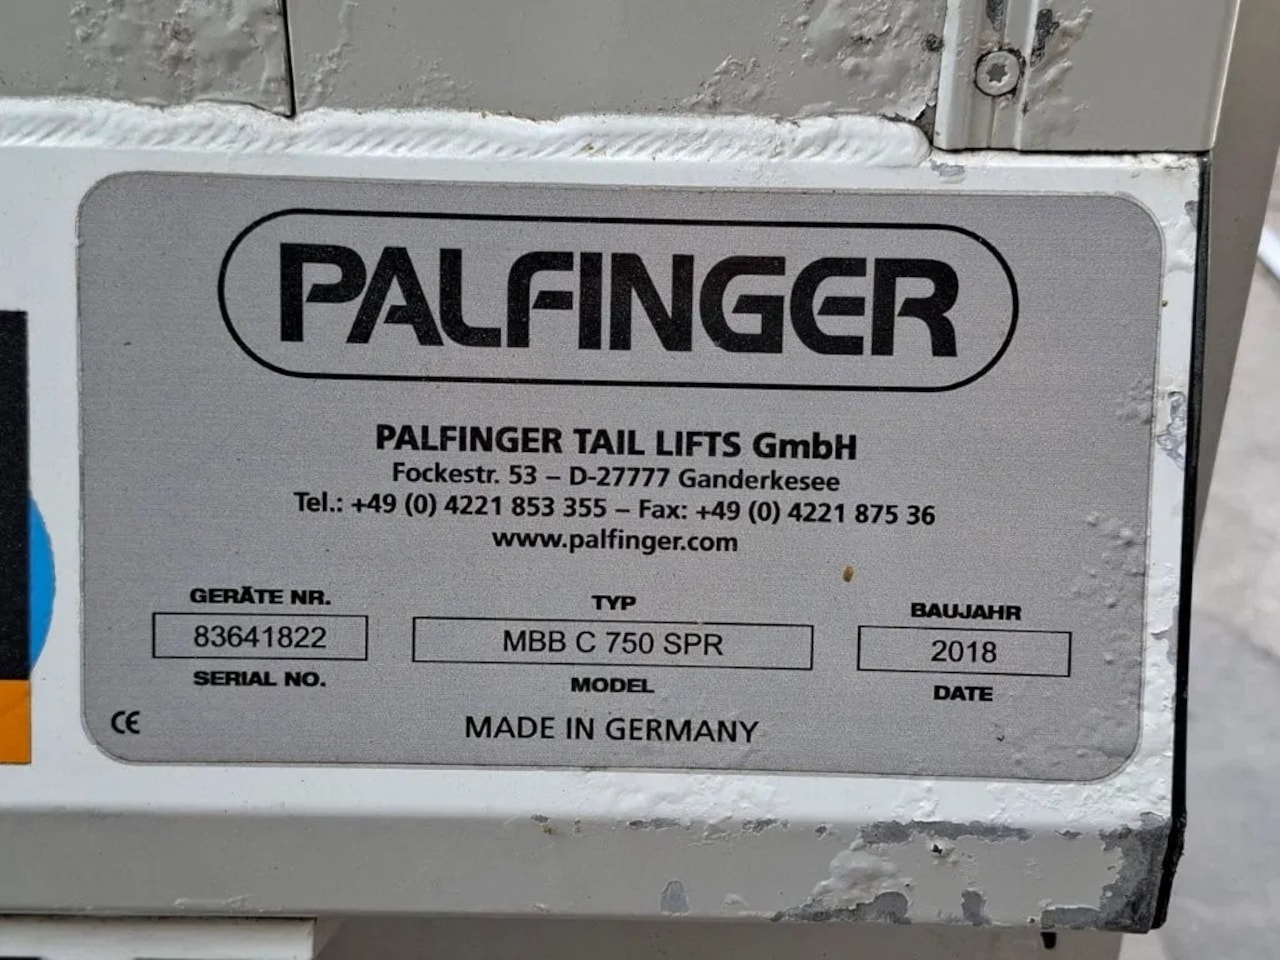 PALFINGER
PALFINGER TAIL LIFTS GmbH
Fockestr. 53 – D-27777 Ganderkesee
Tel.: +49 (0) 4221 853 355 – Fax: +49 (0) 4221 875 36
www.palfinger.com
GERÄTE NR. TYP BAUJAHR
83641822 MBB C 750 SPR 2018
SERIAL NO. MODEL DATE
CE MADE IN GERMANY